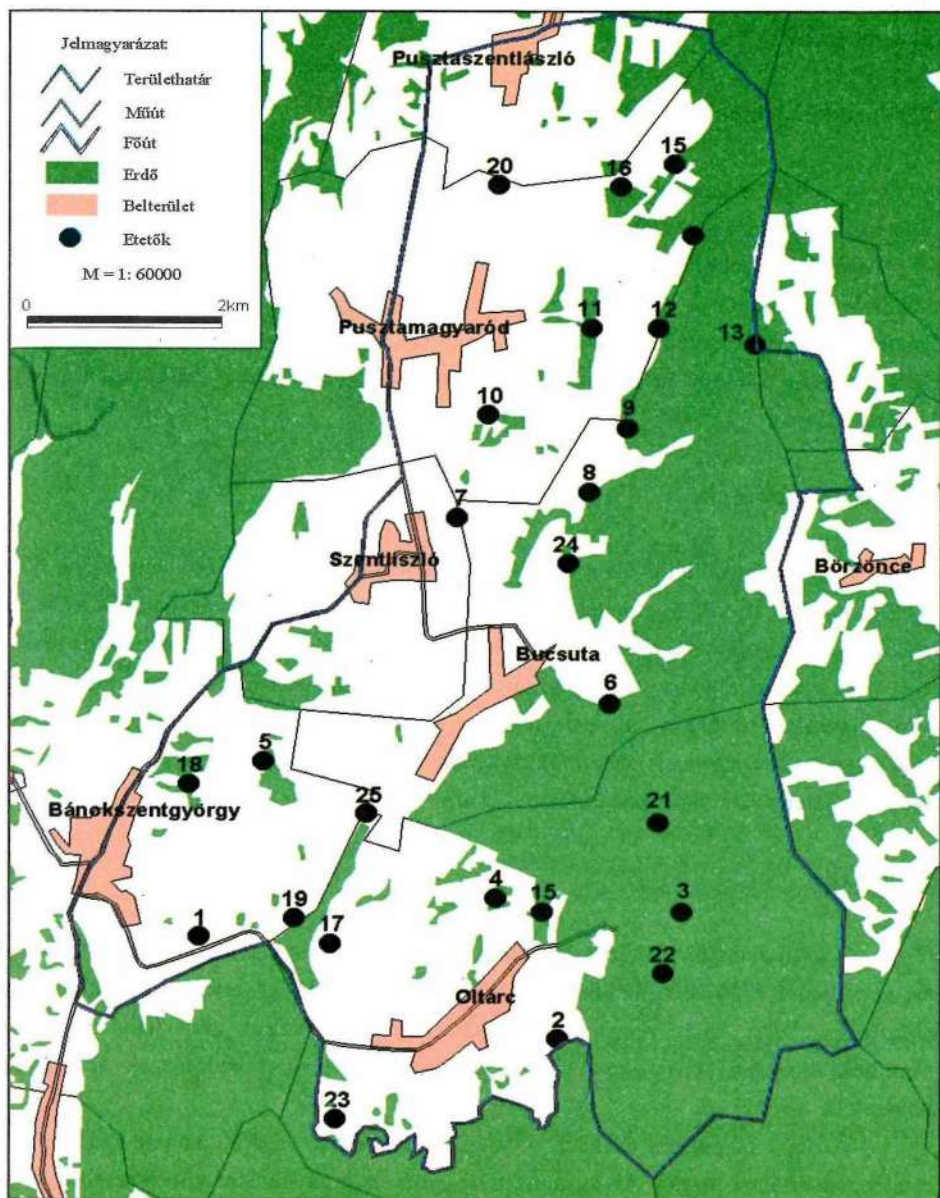 Jelmagyarázat:
Területhatár
Műút
Főút
Erdő
Belterület
Etetők
M = 1: 60000
0 2km
Pusztaszentlászló
15
20
16
11
12
13
Pusztamagyaród
10
9
8
7
24
Szentliszló
Börzönce
Bucsuta
6
5
18
25
21
Bánokszentgyörgy
4
15
3
19
1
17
22
Oltárc
2
23